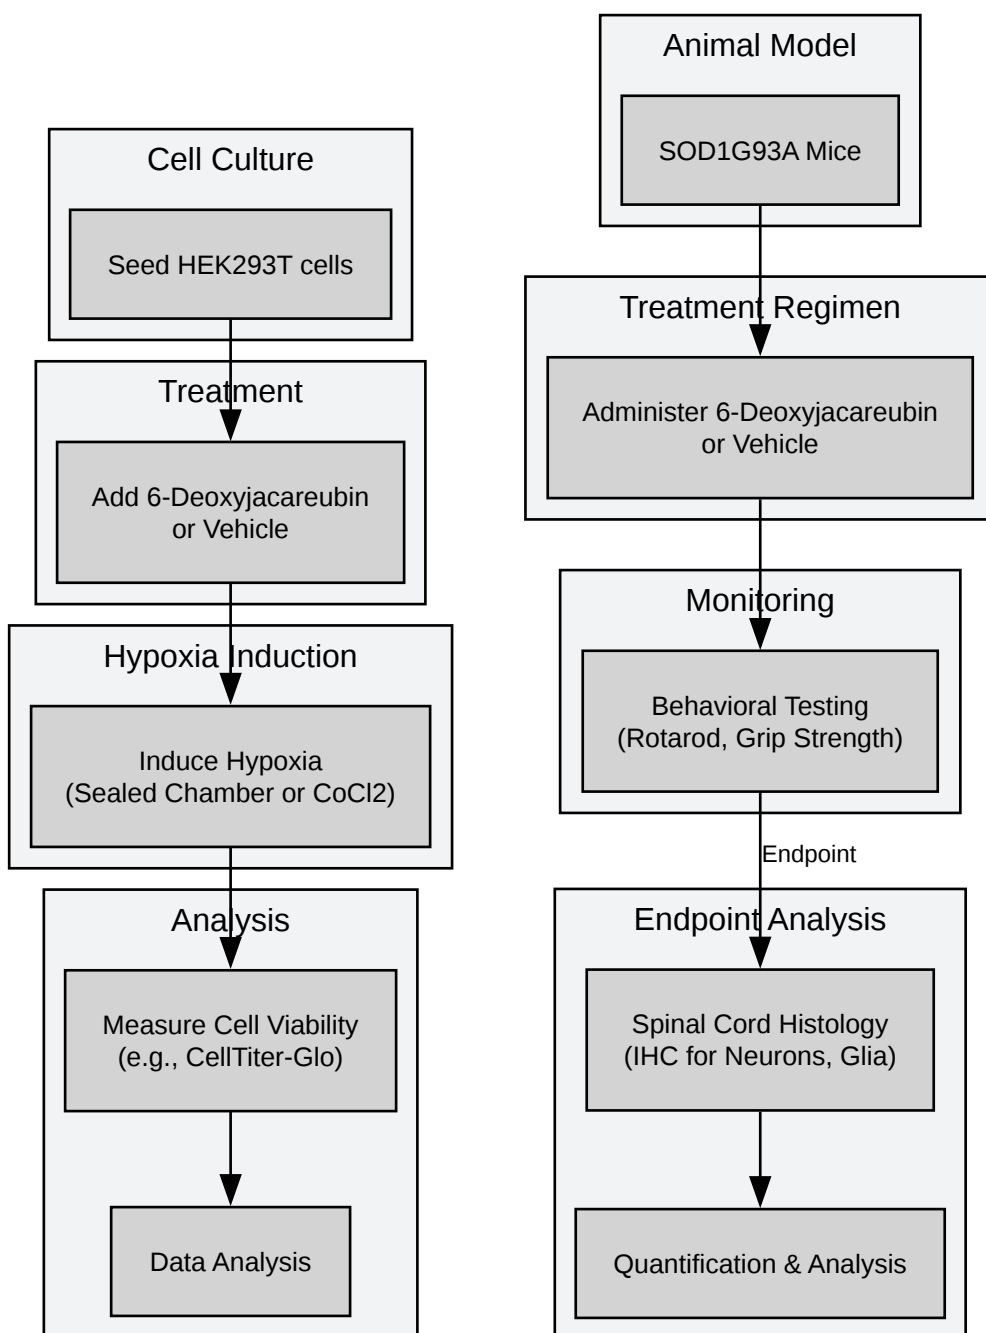 Cell Culture
Seed HEK293T cells
Treatment
Add 6-Deoxyjacareubin
or Vehicle
Hypoxia Induction
Induce Hypoxia
(Sealed Chamber or CoCl2)
Analysis
Measure Cell Viability
(e.g., CellTiter-Glo)
Data Analysis
Animal Model
SOD1G93A Mice
Treatment Regimen
Administer 6-Deoxyjacareubin
or Vehicle
Monitoring
Behavioral Testing
(Rotarod, Grip Strength)
Endpoint
Endpoint Analysis
Spinal Cord Histology
(IHC for Neurons, Glia)
Quantification & Analysis